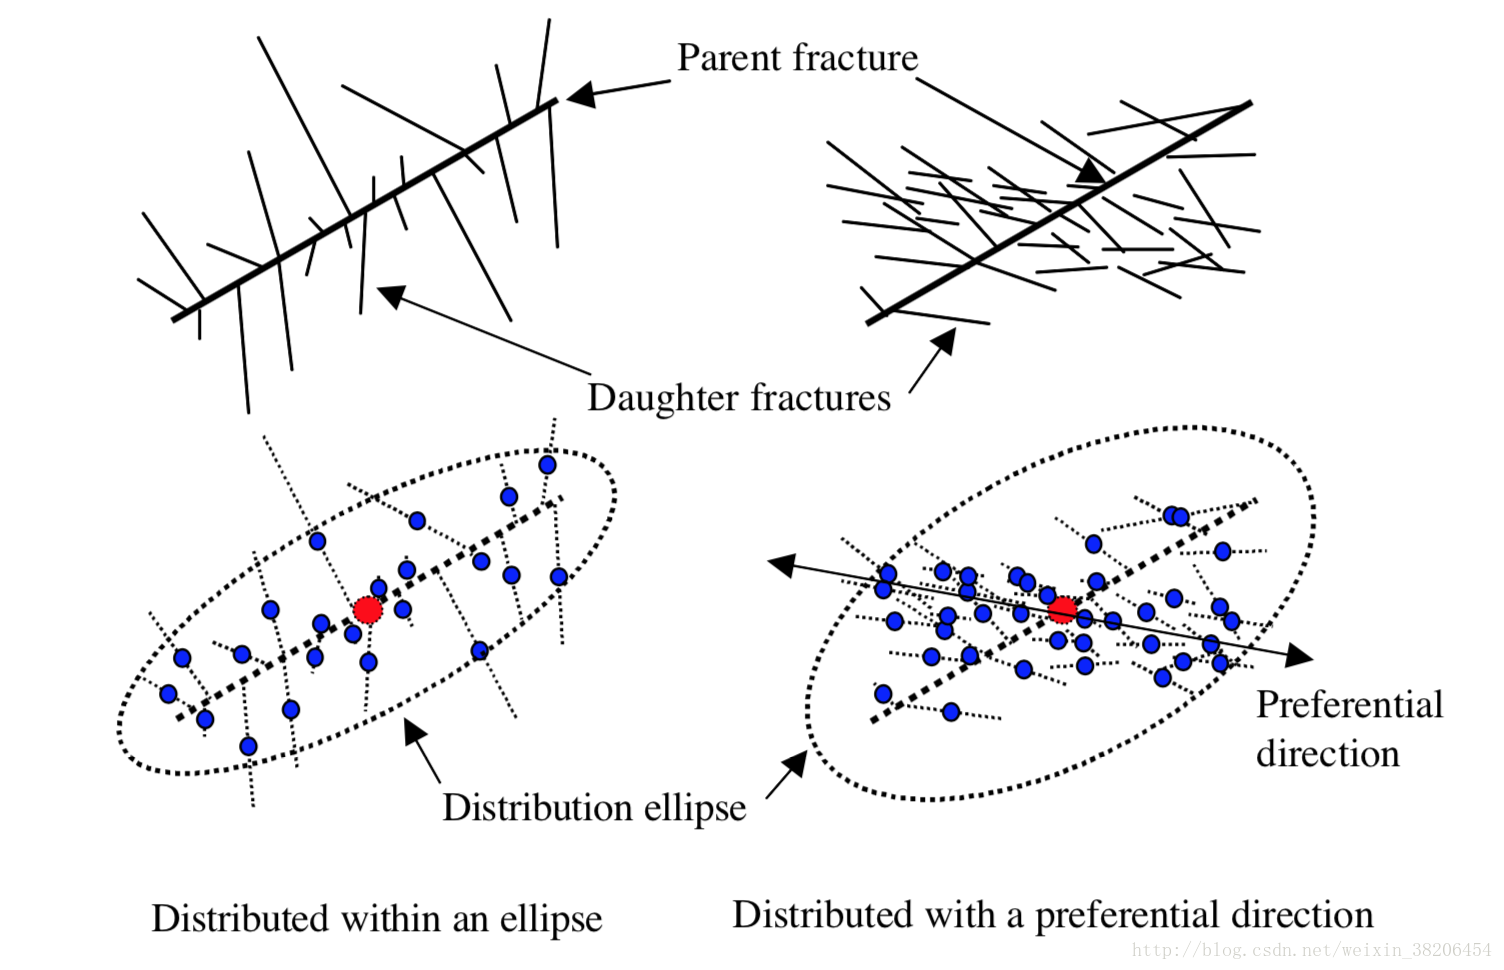 Parent fracture
Daughter fractures
Preferential
direction
Distribution ellipse
Distributed within an ellipse
Distributed with a preferential direction
http://blog.csdn.net/weixin_38206454